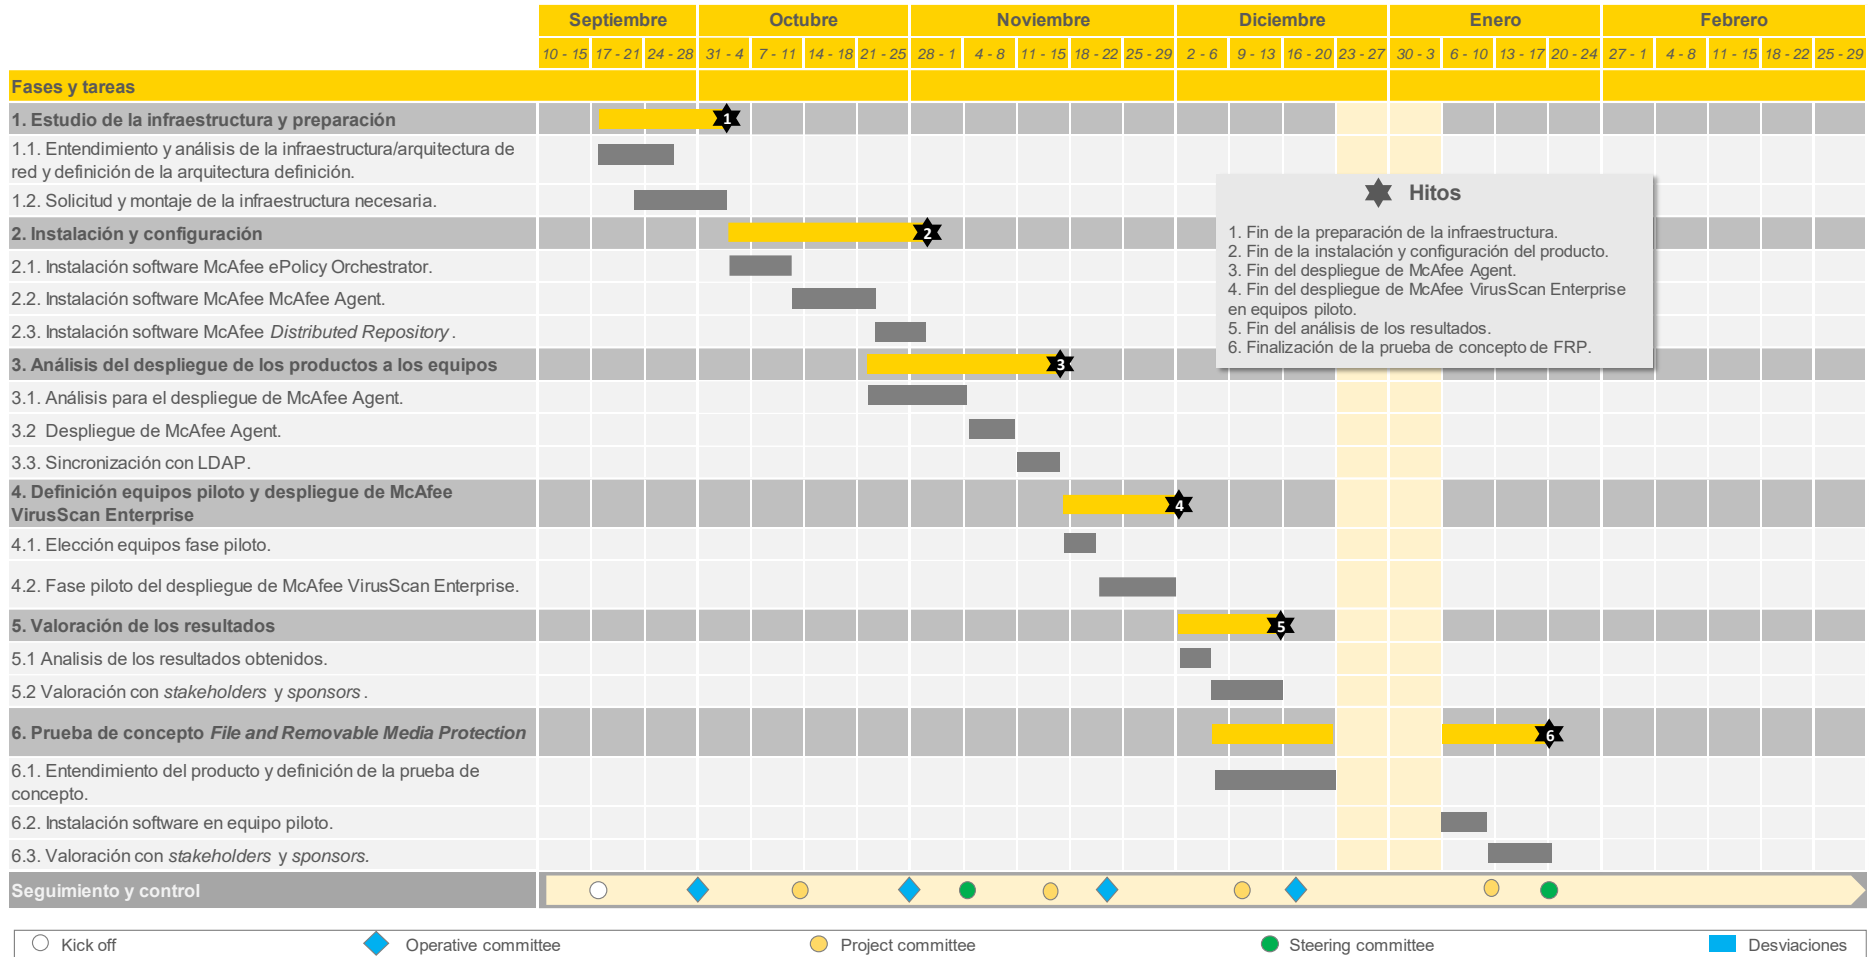 Septiembre Octubre Noviembre Diciembre Enero Febrero
10 - 15 17 - 21 24 - 28 31 - 4 7 - 11 14 - 18 21 - 25 28 - 1 4 - 8 11 - 15 18 - 22 25 - 29 2 - 6 9 - 13 16 - 20 23 - 27 30 - 3 6 - 10 13 - 17 20 - 24 27 - 1 4 - 8 11 - 15 18 - 22 25 - 29
Fases y tareas
1. Estudio de la infraestructura y preparación
1
1.1. Entendimiento y análisis de la infraestructura/arquitectura de
red y definición de la arquitectura definición.
1.2. Solicitud y montaje de la infraestructura necesaria.
2. Instalación y configuración
2
2.1. Instalación software McAfee ePolicy Orchestrator.
2.2. Instalación software McAfee McAfee Agent.
2.3. Instalación software McAfee Distributed Repository.
3. Análisis del despliegue de los productos a los equipos
3
3.1. Análisis para el despliegue de McAfee Agent.
3.2 Despliegue de McAfee Agent.
3.3. Sincronización con LDAP.
4. Definición equipos piloto y despliegue de McAfee
VirusScan Enterprise
4
4.1. Elección equipos fase piloto.
4.2. Fase piloto del despliegue de McAfee VirusScan Enterprise.
5. Valoración de los resultados
5
5.1 Analisis de los resultados obtenidos.
5.2 Valoración con stakeholders y sponsors.
6. Prueba de concepto File and Removable Media Protection
6
6.1. Entendimiento del producto y definición de la prueba de
concepto.
6.2. Instalación software en equipo piloto.
6.3. Valoración con stakeholders y sponsors.
Seguimiento y control
Hitos
1. Fin de la preparación de la infraestructura.
2. Fin de la instalación y configuración del producto.
3. Fin del despliegue de McAfee Agent.
4. Fin del despliegue de McAfee VirusScan Enterprise
en equipos piloto.
5. Fin del análisis de los resultados.
6. Finalización de la prueba de concepto de FRP.
Kick off
Operative committee
Project committee
Steering committee
Desviaciones